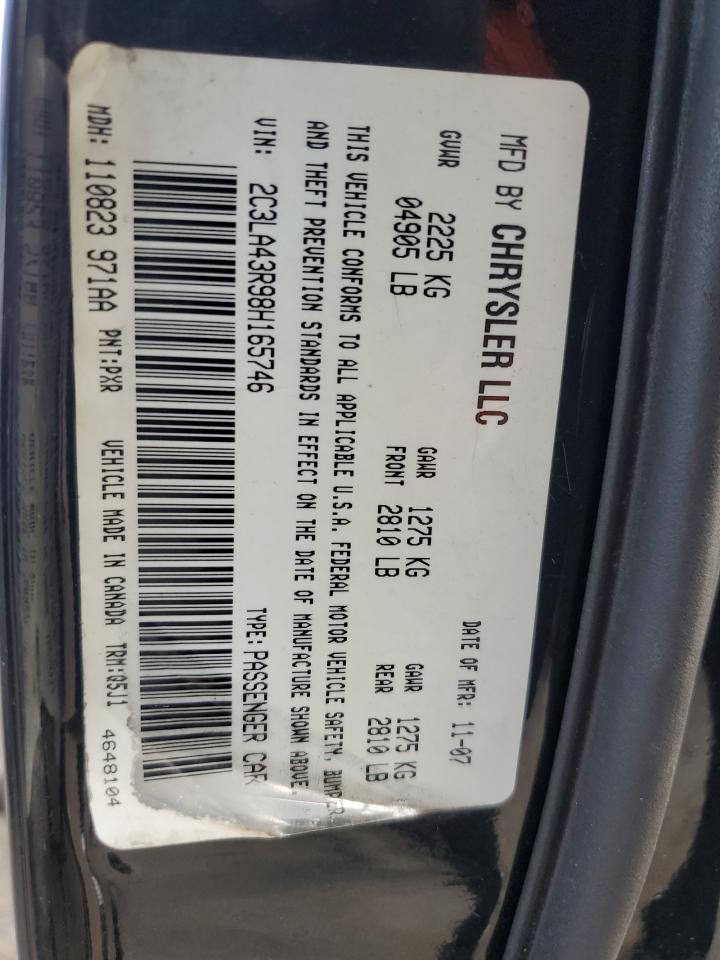 MFD BY CHRYSLER LLC
DATE OF MFR: 11-07
GVWR 2225 KG
04905 LB
GAWR 1275 KG
FRONT 2810 LB
GAWR 1275 KG
REAR 2810 LB
THIS VEHICLE CONFORMS TO ALL APPLICABLE U.S.A. FEDERAL MOTOR VEHICLE SAFETY, BUMPER
AND THEFT PREVENTION STANDARDS IN EFFECT ON THE DATE OF MANUFACTURE SHOWN ABOVE.
VIN: 2C3LA43R98H165746 TYPE: PASSENGER CAR
MDH: 110823 971AA PNT:PXR VEHICLE MADE IN CANADA TRM:Q5J1 4648104